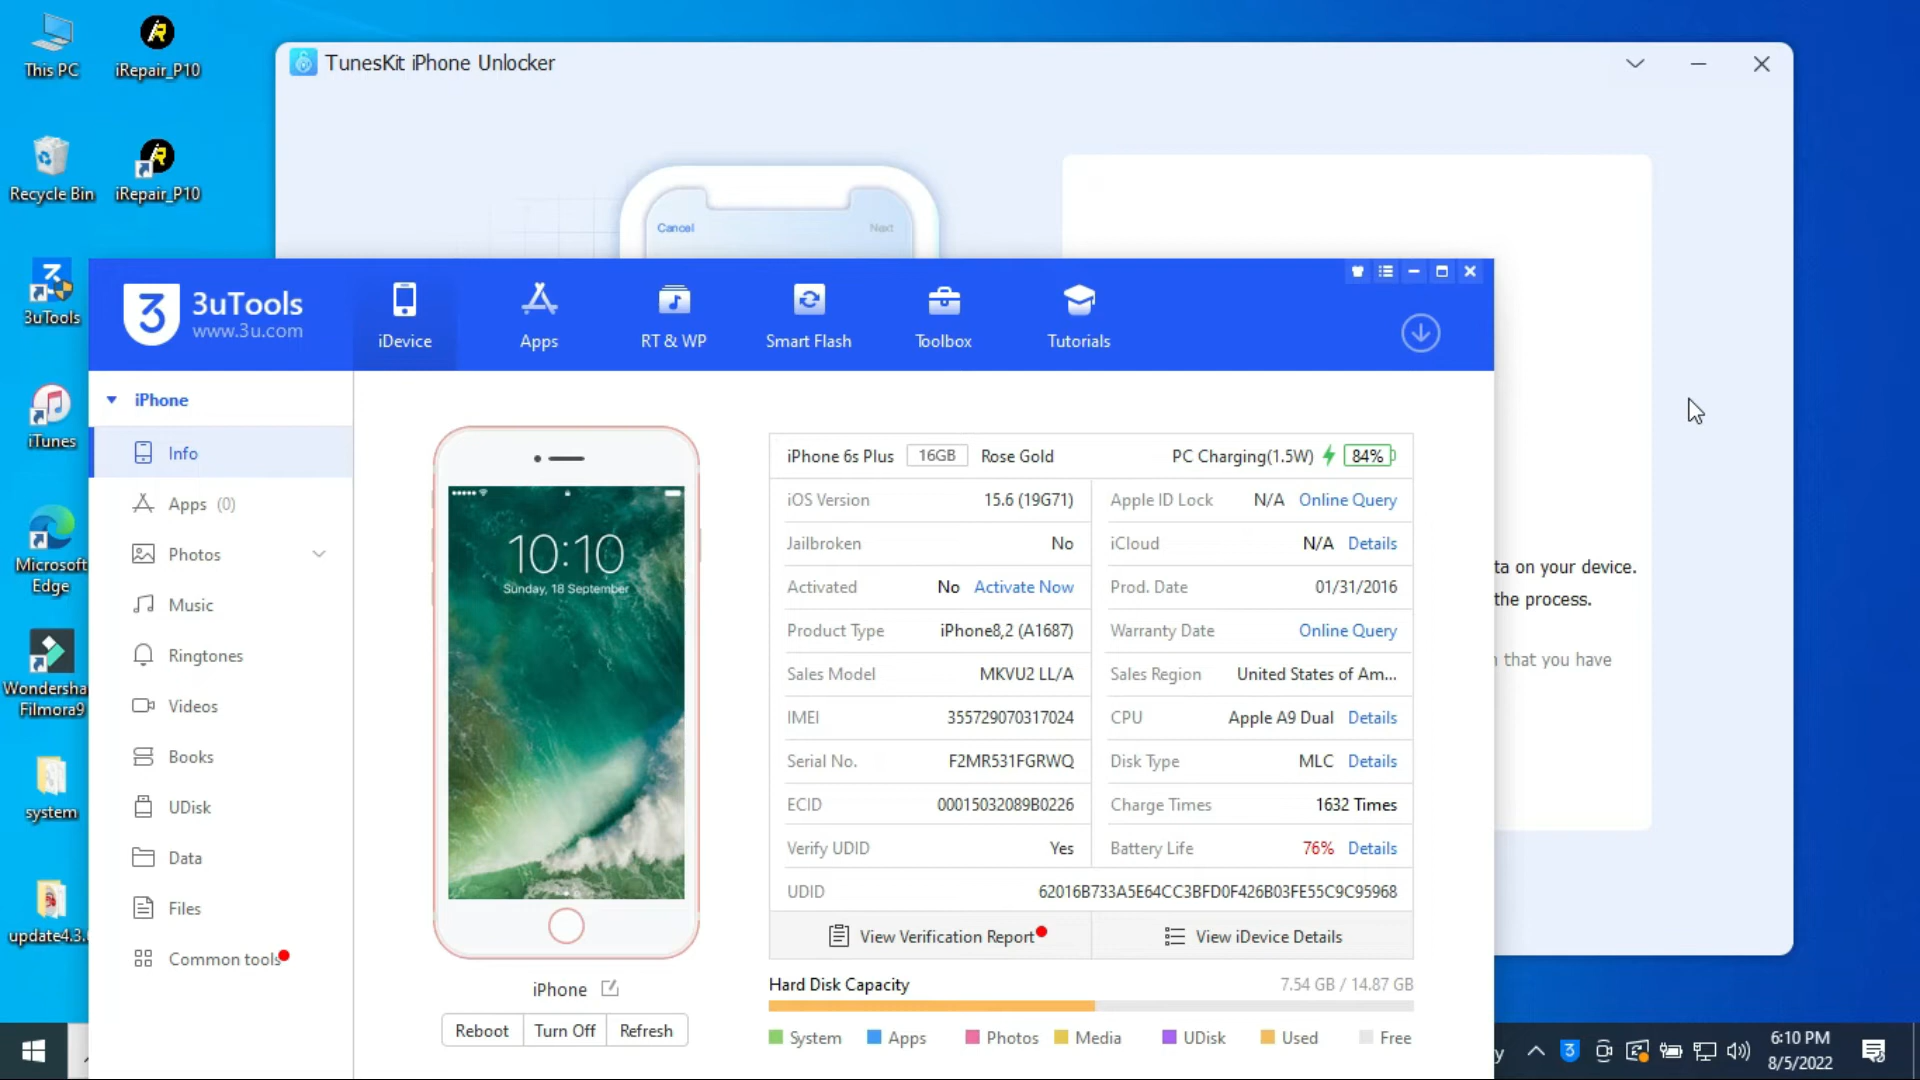 This PC
iRepair_P10
Recycle Bin
iRepair_P10
3uTools
iTunes
Microsoft
Edge
Wondersha
Filmora9
system
update4.3.
TunesKit iPhone Unlocker
Cancel
Next
ta on your device.
the process.
that you have
3uTools
www.3u.com
iDevice
Apps
RT & WP
Smart Flash
Toolbox
Tutorials
iPhone
Info
Apps (0)
Photos
Music
Ringtones
Videos
Books
UDisk
Data
Files
Common tools
10:10
Sunday, 18 September
iPhone
Reboot
Turn Off
Refresh
iPhone 6s Plus 16GB Rose Gold PC Charging(1.5W) 84%
iOS Version 15.6 (19G71) Apple ID Lock N/A Online Query
Jailbroken No iCloud N/A Details
Activated No Activate Now Prod. Date 01/31/2016
Product Type iPhone8,2 (A1687) Warranty Date Online Query
Sales Model MKVU2 LL/A Sales Region United States of Am...
IMEI 355729070317024 CPU Apple A9 Dual Details
Serial No. F2MR531FGRWQ Disk Type MLC Details
ECID 00015032089B0226 Charge Times 1632 Times
Verify UDID Yes Battery Life 76% Details
UDID 62016B733A5E64CC3BFD0F426B03FE55C9C95968
View Verification Report View iDevice Details
Hard Disk Capacity 7.54 GB / 14.87 GB
System Apps Photos Media UDisk Used Free
y
6:10 PM
8/5/2022